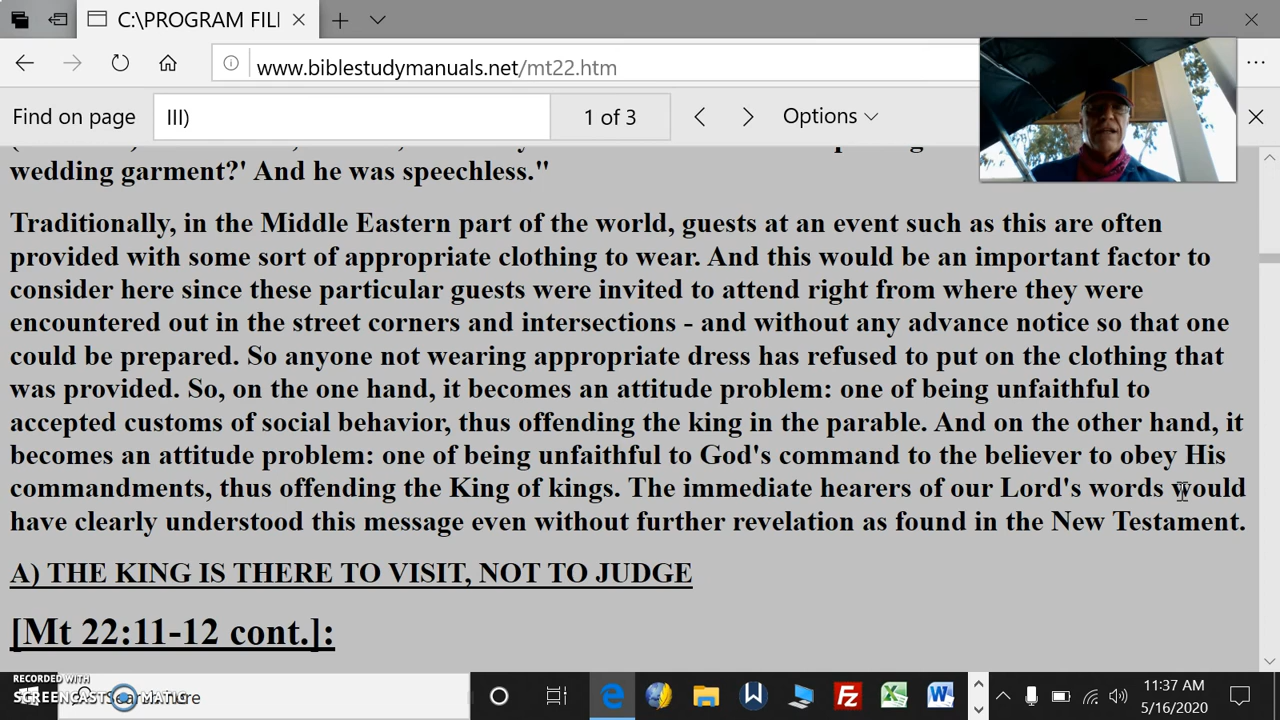 C:\PROGRAM FIL
www.biblestudymanuals.net/mt22.htm
Find on page
III)
1 of 3
Options
wedding garment?' And he was speechless."
Traditionally, in the Middle Eastern part of the world, guests at an event such as this are often
provided with some sort of appropriate clothing to wear. And this would be an important factor to
consider here since these particular guests were invited to attend right from where they were
encountered out in the street corners and intersections - and without any advance notice so that one
could be prepared. So anyone not wearing appropriate dress has refused to put on the clothing that
was provided. So, on the one hand, it becomes an attitude problem: one of being unfaithful to
accepted customs of social behavior, thus offending the king in the parable. And on the other hand, it
becomes an attitude problem: one of being unfaithful to God's command to the believer to obey His
commandments, thus offending the King of kings. The immediate hearers of our Lord's words would
have clearly understood this message even without further revelation as found in the New Testament.
A) THE KING IS THERE TO VISIT, NOT TO JUDGE
[Mt 22:11-12 cont.]:
RECORDED WITH
SCREENCAST MATIC
11:37 AM
5/16/2020